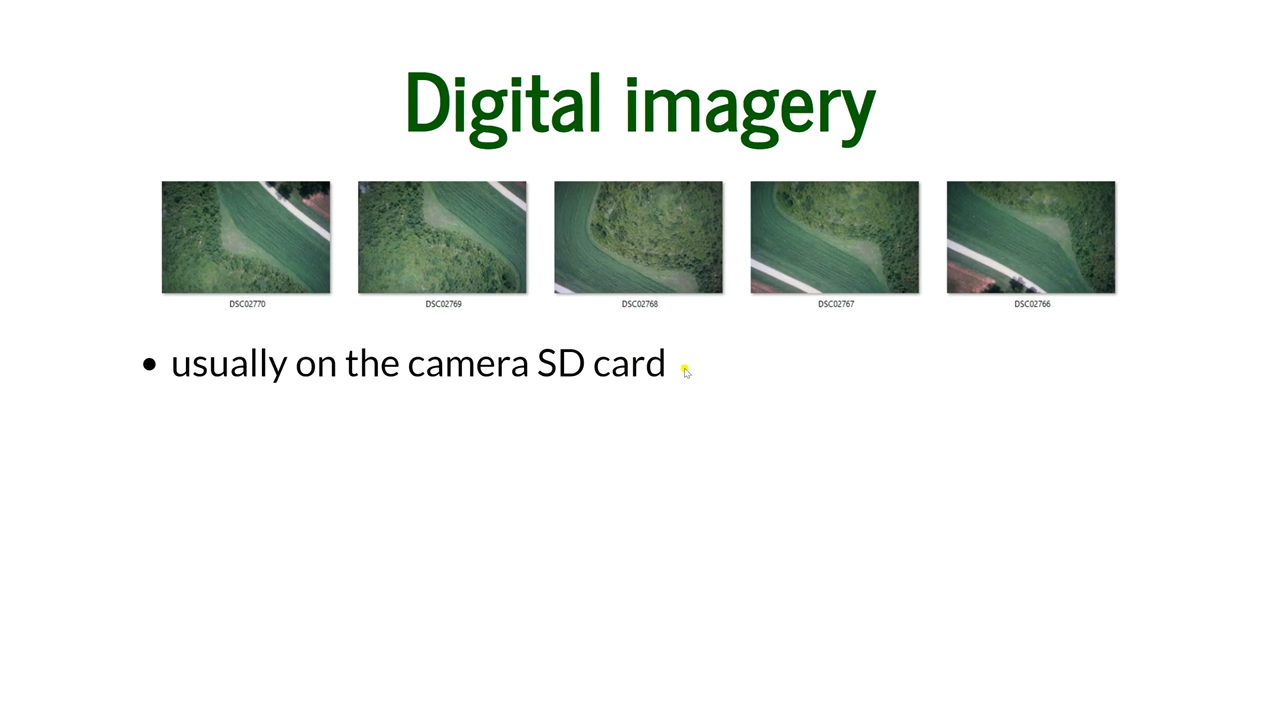 Digital imagery
DSC02770 DSC02769 DSC02768 DSC02767 DSC02766
• usually on the camera SD card